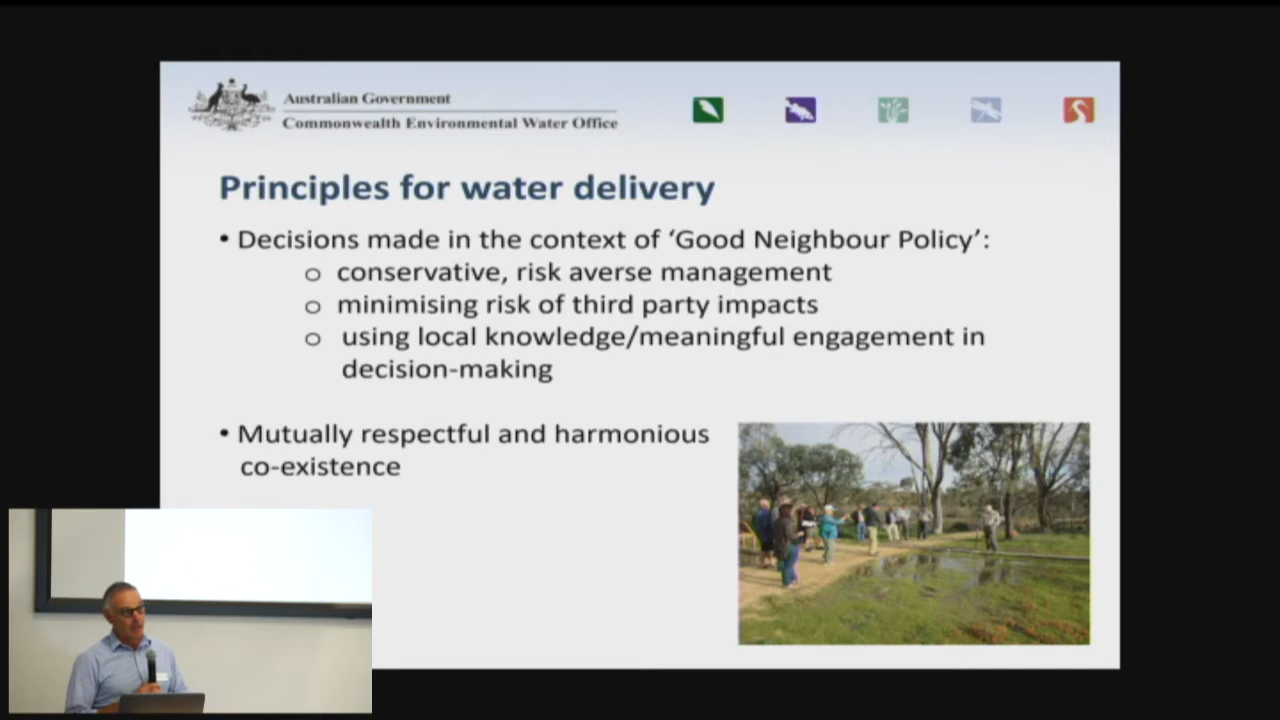 Australian Government
Commonwealth Environmental Water Office
Principles for water delivery
• Decisions made in the context of ‘Good Neighbour Policy’:
o conservative, risk averse management
o minimising risk of third party impacts
o using local knowledge/meaningful engagement in
decision-making
• Mutually respectful and harmonious
co-existence